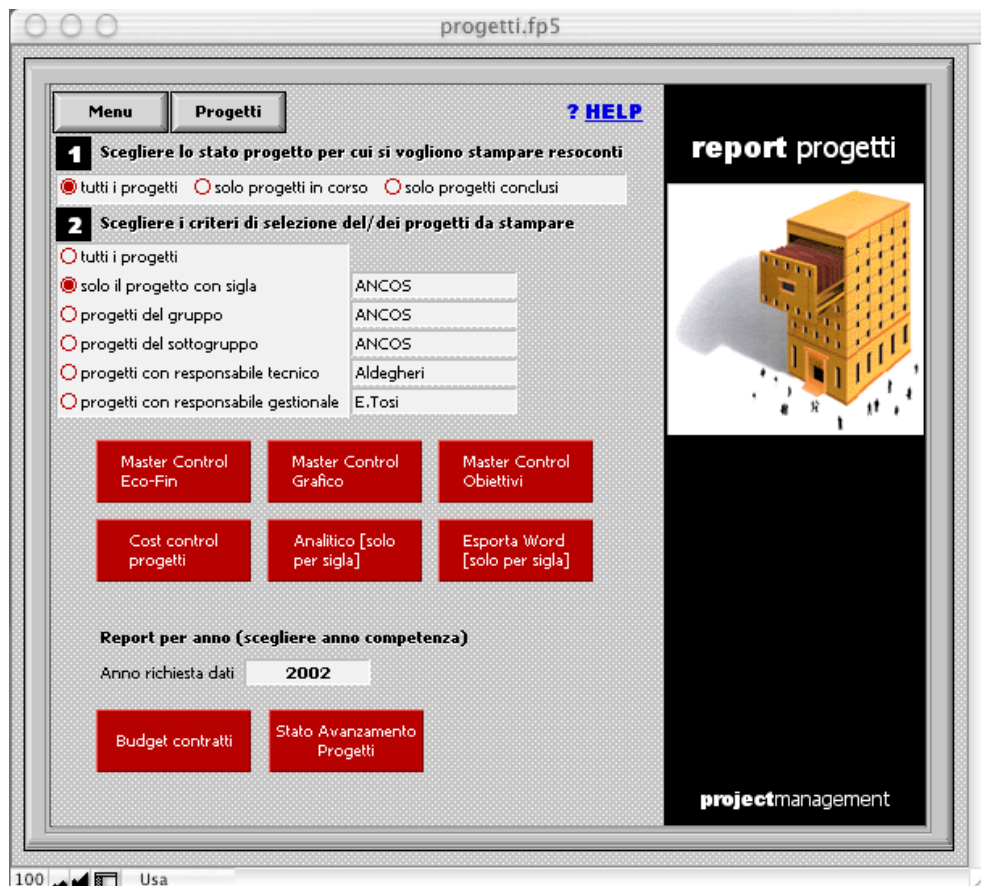 progetti.fp5
Menu
Progetti
? HELP
1 Scegliere lo stato progetto per cui si vogliono stampare resoconti
tutti i progetti solo progetti in corso solo progetti conclusi
2 Scegliere i criteri di selezione del/dei progetti da stampare
tutti i progetti
solo il progetto con sigla ANCOS
progetti del gruppo ANCOS
progetti del sottogruppo ANCOS
progetti con responsabile tecnico Aldegheri
progetti con responsabile gestionale E.Tosi
Master Control
Eco-Fin
Master Control
Grafico
Master Control
Obiettivi
Cost control
progetti
Analitico [solo
per sigla]
Esporta Word
[solo per sigla]
Report per anno (scegliere anno competenza)
Anno richiesta dati 2002
Budget contratti
Stato Avanzamento
Progetti
report progetti
projectmanagement
100 Usa